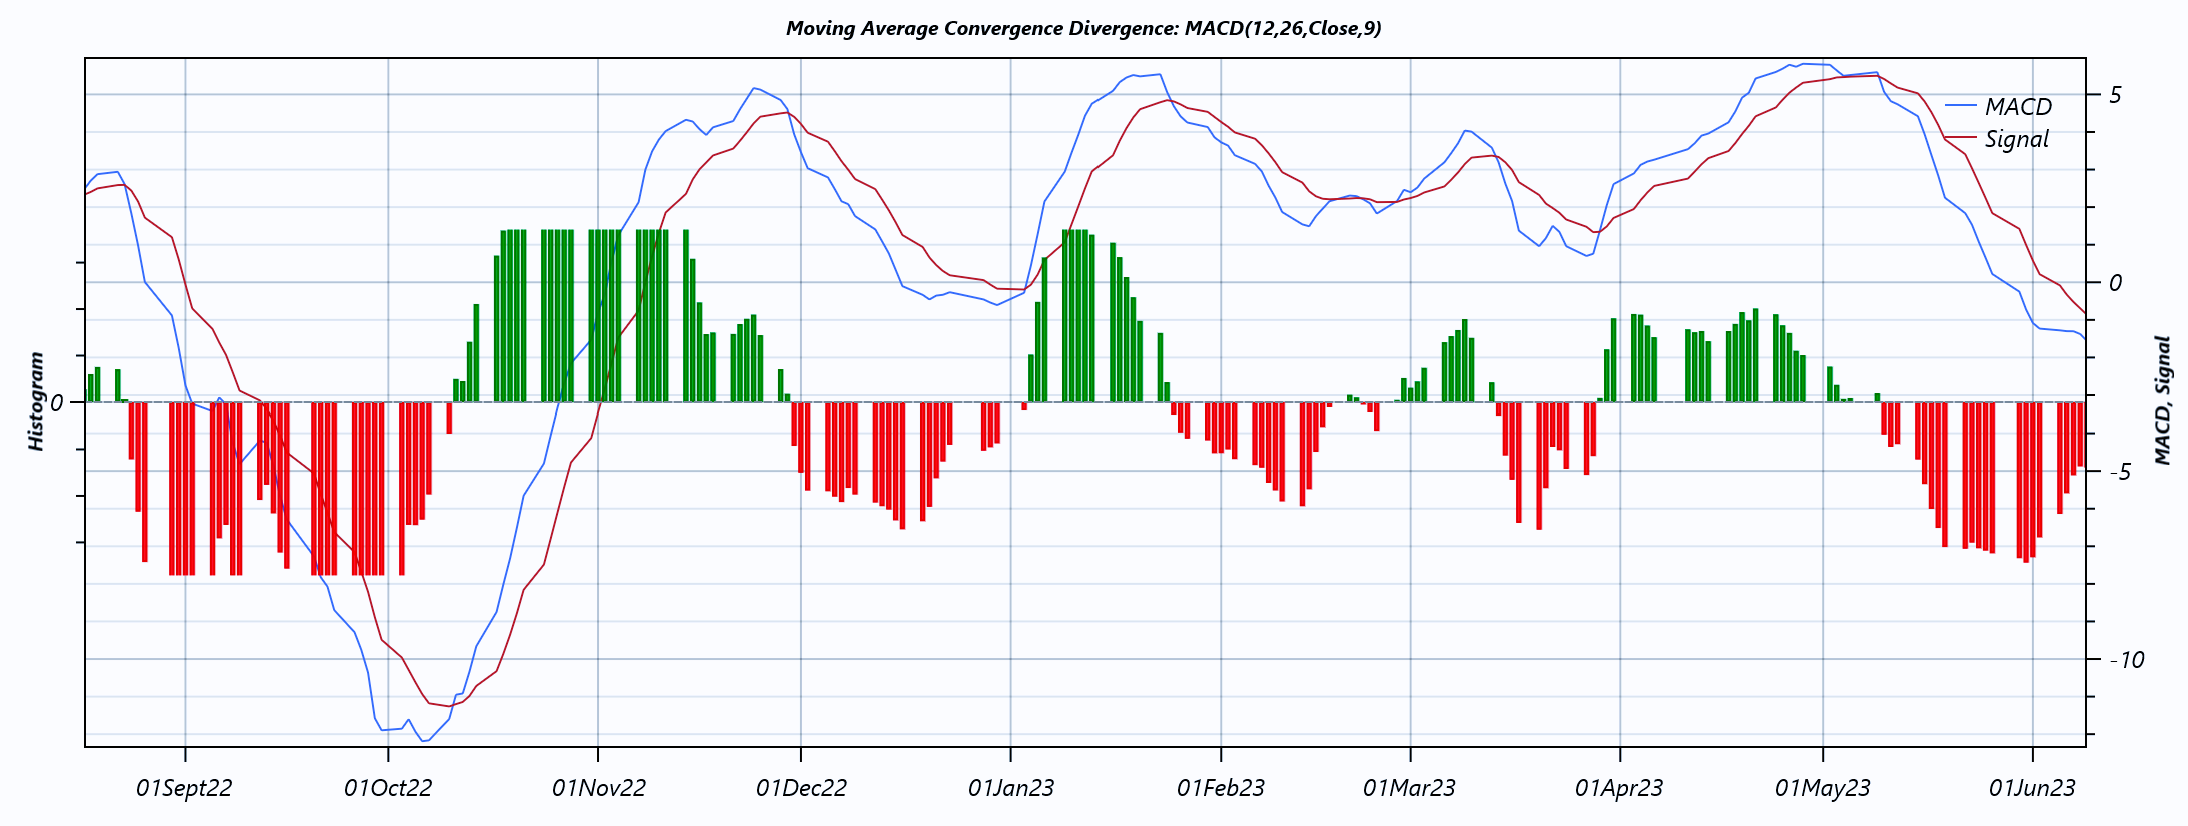 Moving Average Convergence Divergence: MACD(12,26,Close,9)
MACD
Signal
Histogram
0
5
0
-5
-10
MACD, Signal
01Sept22
01Oct22
01Nov22
01Dec22
01Jan23
01Feb23
01Mar23
01Apr23
01May23
01Jun23